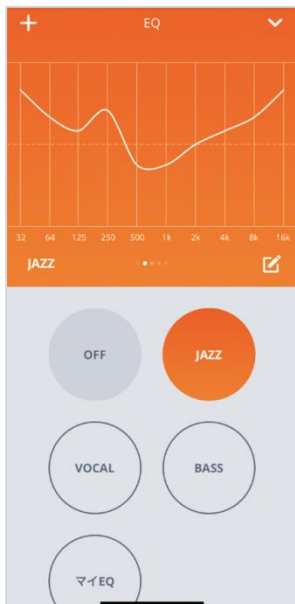 EQ
32 64 125 250 500 1k 2k 4k 8k 16k
JAZZ
OFF
JAZZ
VOCAL
BASS
マイEQ